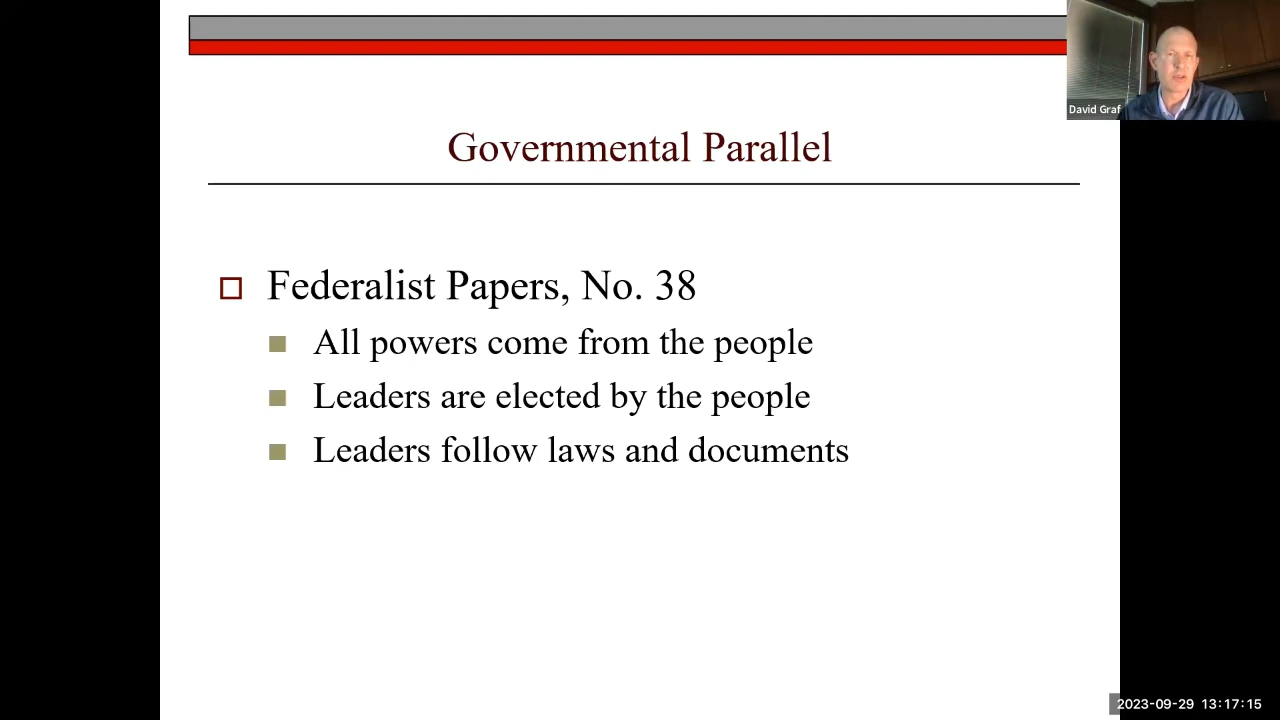 David Graf
Governmental Parallel
Federalist Papers, No. 38
All powers come from the people
Leaders are elected by the people
Leaders follow laws and documents
2023-09-29 13:17:15